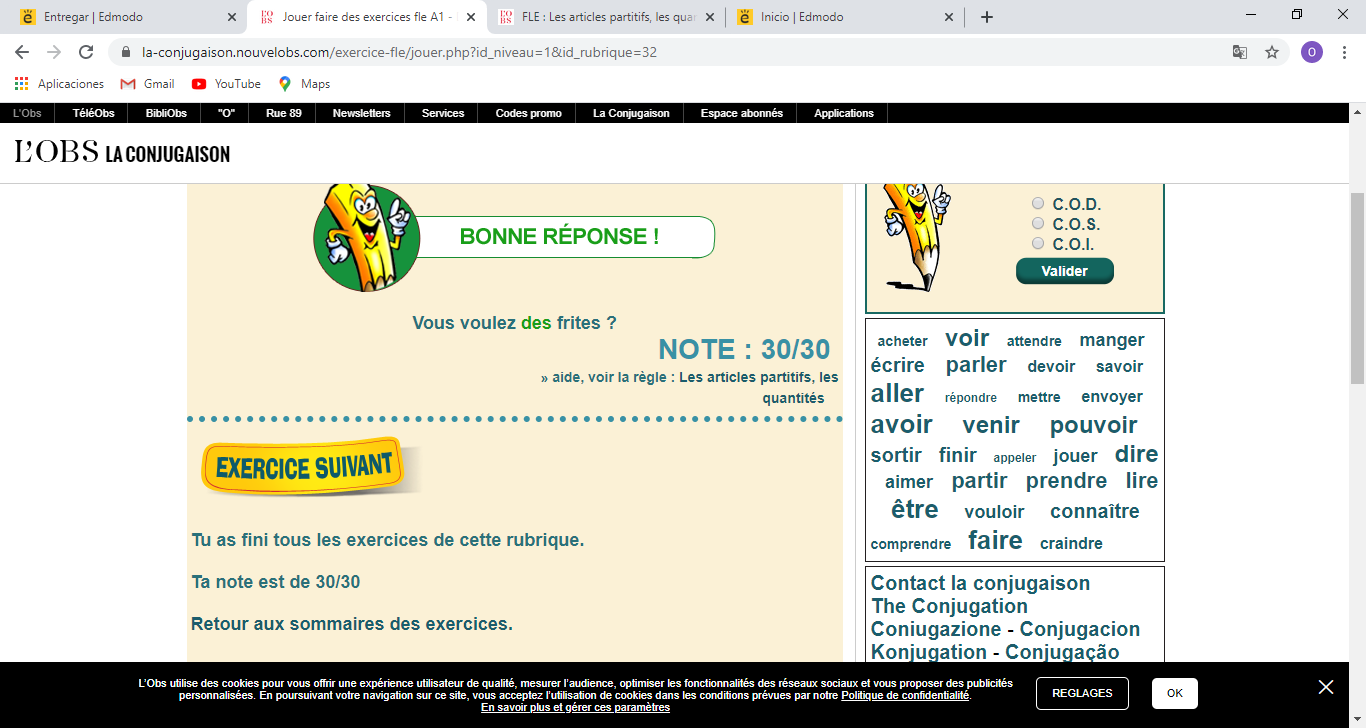 Entregar | Edmodo
Jouer faire des exercices fle A1 -
FLE : Les articles partitifs, les quan
Inicio | Edmodo
la-conjugaison.nouvelobs.com/exercice-fle/jouer.php?id_niveau=1&id_rubrique=32
O
Aplicaciones Gmail YouTube Maps
L'Obs TéléObs BibliObs "O" Rue 89 Newsletters Services Codes promo La Conjugaison Espace abonnés Applications
L'OBS LA CONJUGAISON
BONNE RÉPONSE !
Vous voulez des frites ?
NOTE : 30/30
» aide, voir la règle : Les articles partitifs, les
quantités
EXERCICE SUIVANT
Tu as fini tous les exercices de cette rubrique.
Ta note est de 30/30
Retour aux sommaires des exercices.
C.O.D.
C.O.S.
C.O.I.
Valider
acheter voir attendre manger
écrire parler devoir savoir
aller répondre mettre envoyer
avoir venir pouvoir
sortir finir appeler jouer dire
aimer partir prendre lire
être vouloir connaître
comprendre faire craindre
Contact la conjugaison
The Conjugation
Coniugazione - Conjugacion
Konjugation - Conjugação
L'Obs utilise des cookies pour vous offrir une expérience utilisateur de qualité, mesurer l'audience, optimiser les fonctionnalités des réseaux sociaux et vous proposer des publicités
personnalisées. En poursuivant votre navigation sur ce site, vous acceptez l'utilisation de cookies dans les conditions prévues par notre Politique de confidentialité.
En savoir plus et gérer ces paramètres
REGLAGES
OK